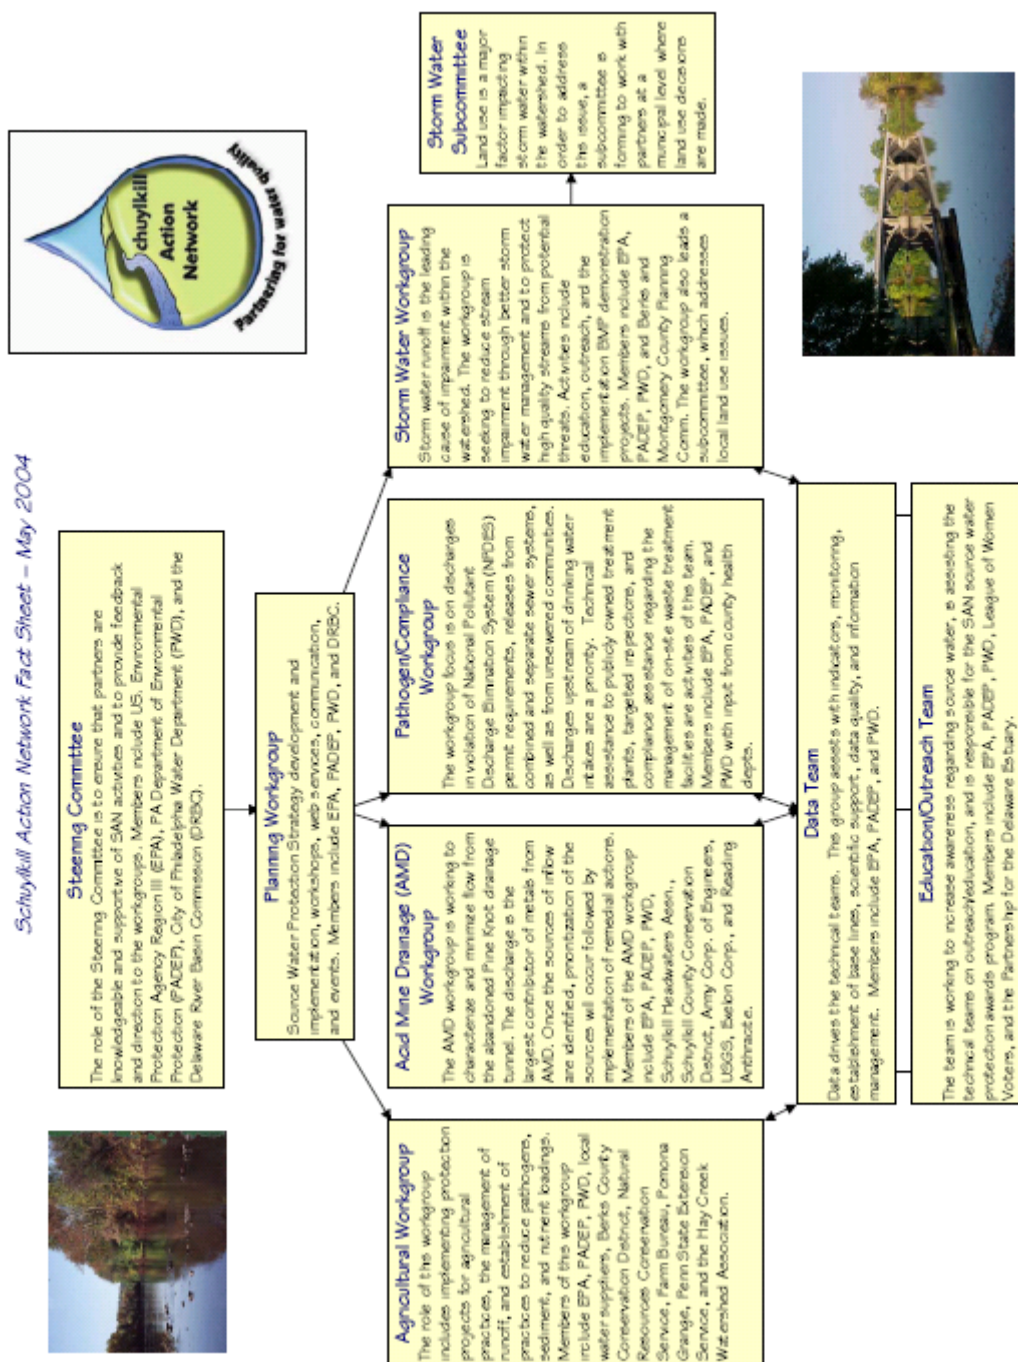 Schuylkill Action Network Fact Sheet – May 2004
chuylkill
Action
Network
Partnering for water quality
Steering Committee
The role of the Steering Committee is to ensure that partners are
knowledgeable and supportive of SAN activities and to provide feedback
and direction to the workgroups. Members include US. Environmental
Protection Agency Region III (EPA), PA Department of Environmental
Protection (PADEP), City of Philadelphia Water Department (PWD), and the
Delaware River Basin Commission (DRBC).
Planning Workgroup
Source Water Protection Strategy development and
implementation, workshops, web services, communication,
and events. Members include EPA, PADEP, PWD, and DRBC.
Agricultural Workgroup
The role of this workgroup
includes implementing protection
projects for agricultural
practices, the management of
runoff, and establishment of
practices to reduce pathogens,
sediment, and nutrient loadings.
Members of this workgroup
include EPA, PADEP, PWD, local
water suppliers, Berks County
Conservation District, Natural
Resources Conservation
Service, Farm Bureau, Pomona
Grange, Penn State Extension
Service, and the Hay Creek
Watershed Association.
Acid Mine Drainage (AMD)
Workgroup
The AMD workgroup is working to
characterize and minimize flow from
the abandoned Pine Knot drainage
tunnel. The discharge is the
largest contributor of metals from
AMD. Once the sources of inflow
are identified, prioritization of the
sources will occur followed by
implementation of remedial actions.
Members of the AMD workgroup
include EPA, PADEP, PWD,
Schuylkill Headwaters Assn.,
Schuylkill County Conservation
District, Army Corp. of Engineers,
USGS, Exelon Corp., and Reading
Anthracite.
Pathogen/Compliance
Workgroup
The workgroup focus is on discharges
in violation of National Pollutant
Discharge Elimination System (NPDES)
permit requirements, releases from
combined and separate sewer systems,
as well as from unsewered communities.
Discharges upstream of drinking water
intakes are a priority. Technical
assistance to publicly owned treatment
plants, targeted inspections, and
compliance assistance regarding the
management of on-site waste treatment
facilities are activities of the team.
Members include EPA, PADEP, and
PWD with input from county health
depts.
Storm Water Workgroup
Storm water runoff is the leading
cause of impairment within the
watershed. The workgroup is
seeking to reduce stream
impairment through better storm
water management and to protect
high quality streams from potential
threats. Activities include
education, outreach, and the
implementation BMP demonstration
projects. Members include EPA,
PADEP, PWD, and Berks and
Montgomery County Planning
Comm. The workgroup also leads a
subcommittee, which addresses
local land use issues.
Storm Water
Subcommittee
Land use is a major
factor impacting
storm water within
the watershed. In
order to address
this issue, a
subcommittee is
forming to work with
partners at a
municipal level where
land use decisions
are made.
Data Team
Data drives the technical teams. The group assets with indicators, monitoring,
establishment of base lines, scientific support, data quality, and information
management. Members include EPA, PADEP, and PWD.
Education/Outreach Team
The team is working to increase awareness regarding source water, is assisting the
technical teams on outreach/education, and is responsible for the SAN source water
protection awards program. Members include EPA, PADEP, PWD, League of Women
Voters, and the Partnership for the Delaware Estuary.